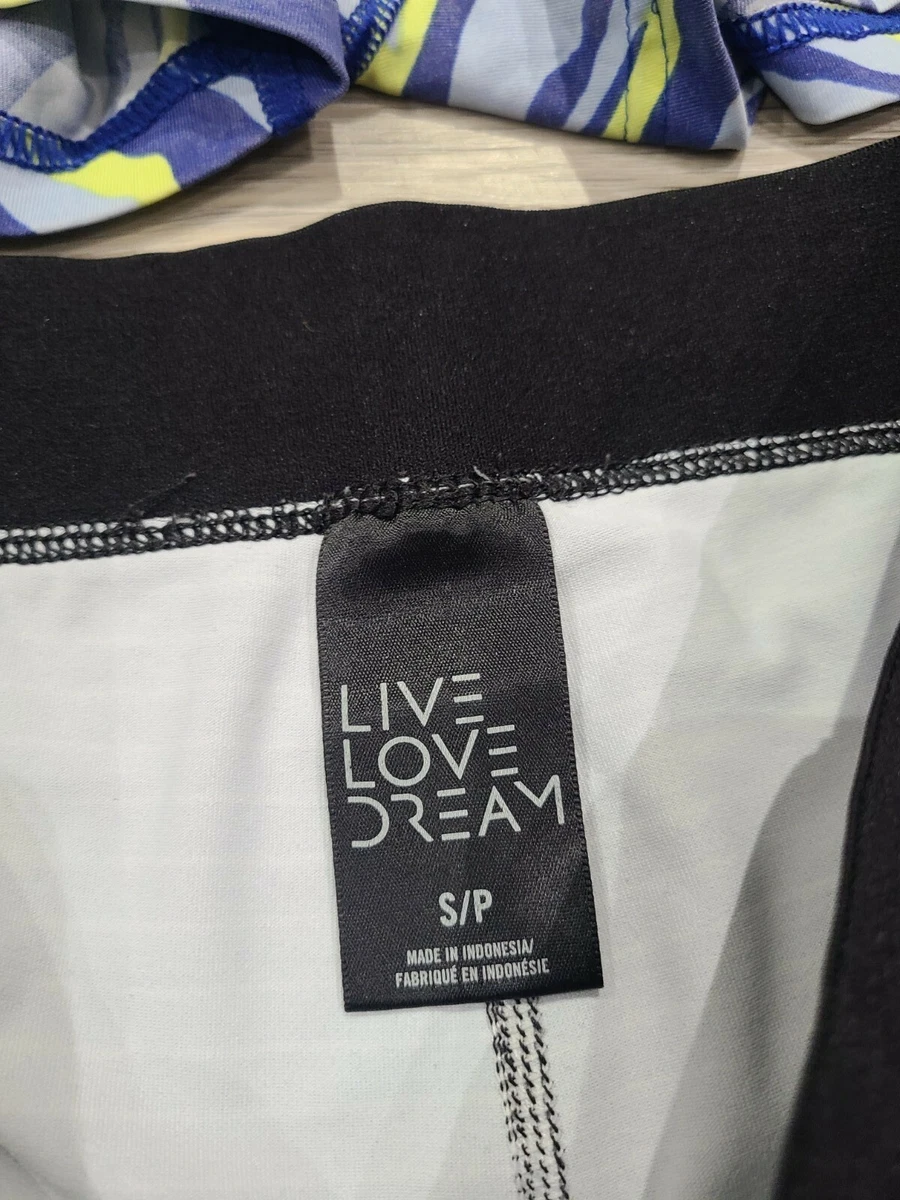 LIVE
LOVE
DREAM
S/P
MADE IN INDONESIA/
FABRIQUÉ EN INDONÉSIE